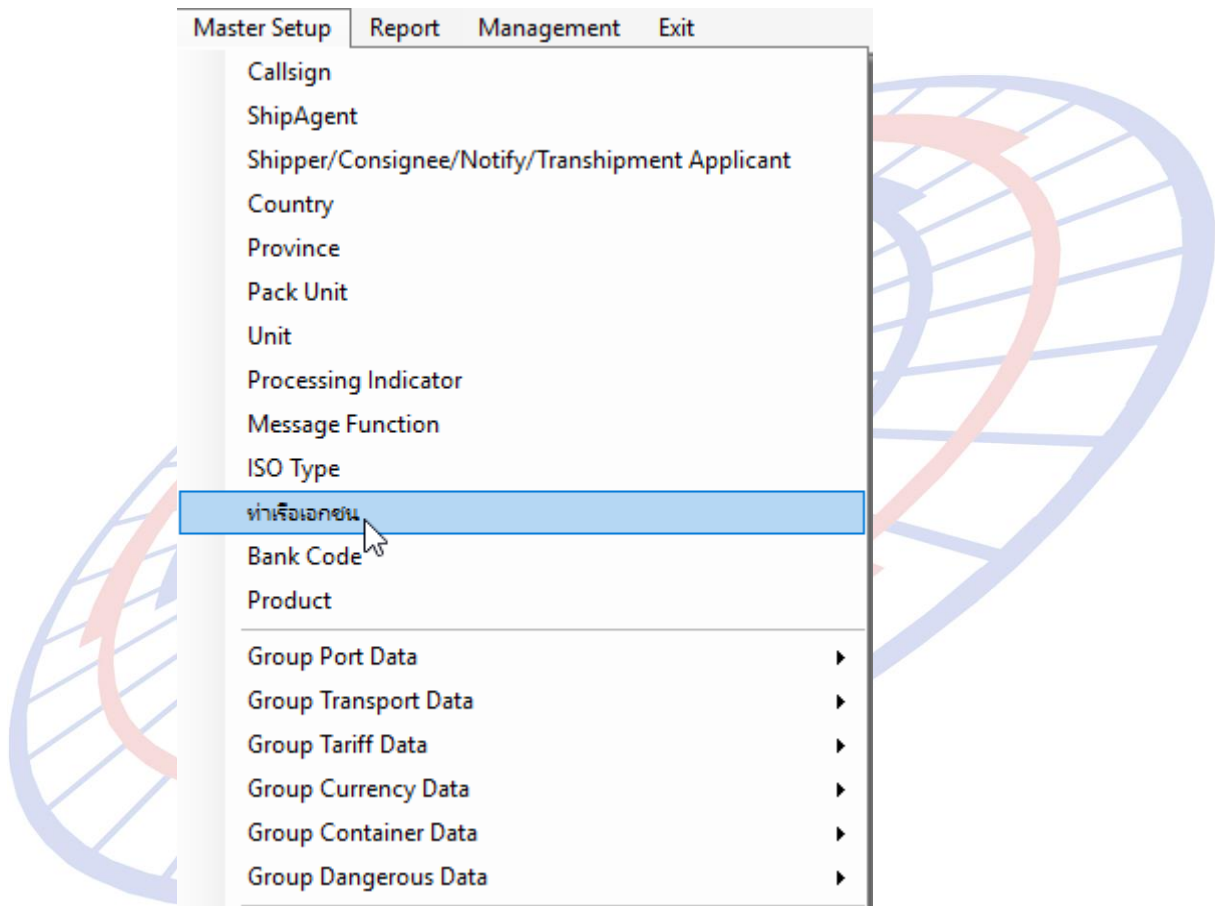 Master Setup Report Management Exit
Callsign
ShipAgent
Shipper/Consignee/Notify/Transhipment Applicant
Country
Province
Pack Unit
Unit
Processing Indicator
Message Function
ISO Type
ท่าเรือเอกชน
Bank Code
Product
Group Port Data
Group Transport Data
Group Tariff Data
Group Currency Data
Group Container Data
Group Dangerous Data